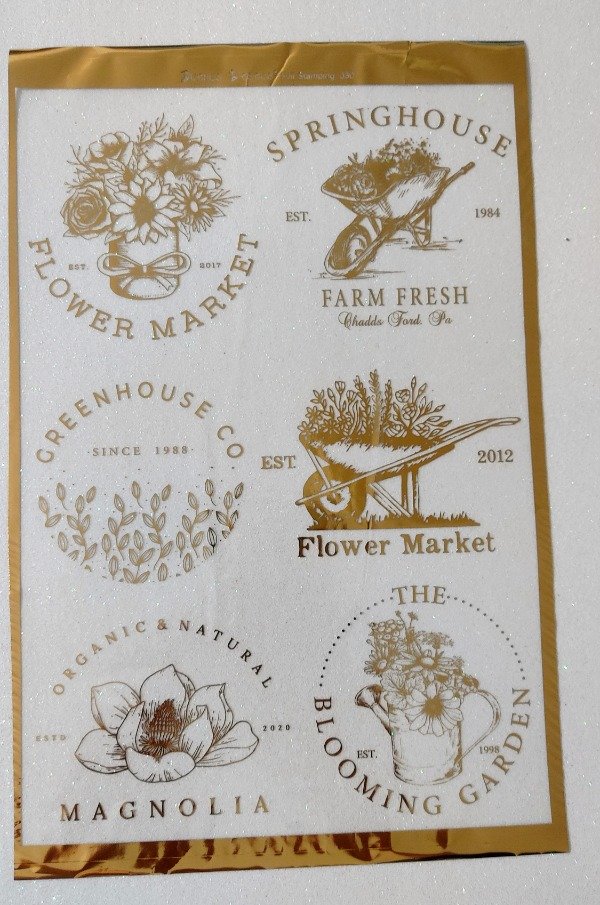 Stamping
FLOWER MARKET
EST. 2017
SPRINGHOUSE
EST. 1984
FARM FRESH
Chadds Ford, Pa
GREENHOUSE CO.
SINCE 1988
EST. 2012
Flower Market
ORGANIC & NATURAL
ESTD 2020
MAGNOLIA
THE
EST. 1998
BLOOMING GARDEN